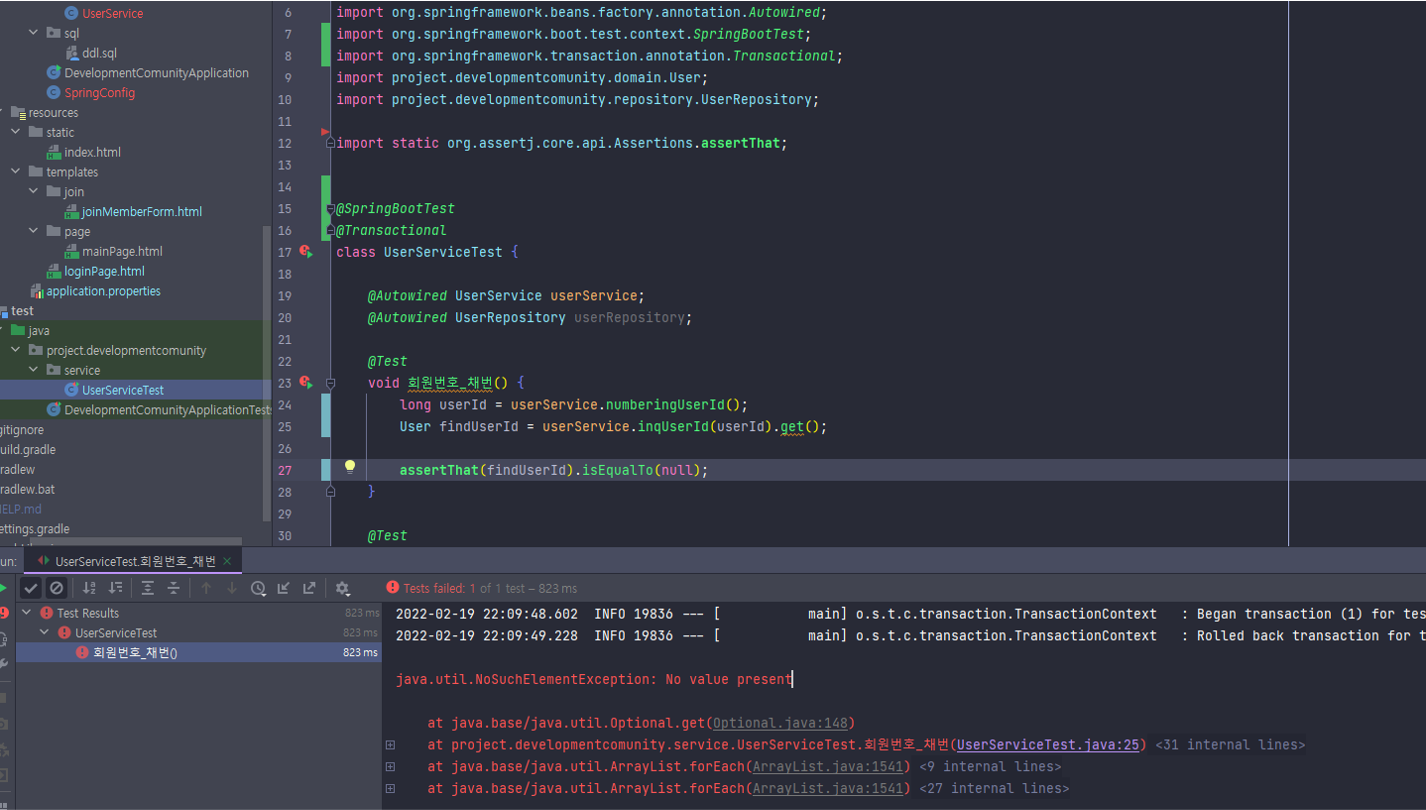 UserService
sql
ddl.sql
DevelopmentComunityApplication
SpringConfig
resources
static
index.html
templates
join
joinMemberForm.html
page
mainPage.html
loginPage.html
application.properties
test
java
project.developmentcomunity
service
UserServiceTest
DevelopmentComunityApplicationTests
gitignore
uild.gradle
radlew
radlew.bat
HELP.md
ettings.gradle
6 import org.springframework.beans.factory.annotation.Autowired;
7 import org.springframework.boot.test.context.SpringBootTest;
8 import org.springframework.transaction.annotation.Transactional;
9 import project.developmentcomunity.domain.User;
10 import project.developmentcomunity.repository.UserRepository;
11
12 import static org.assertj.core.api.Assertions.assertThat;
13
14
15 @SpringBootTest
16 @Transactional
17 class UserServiceTest {
18
19 @Autowired UserService userService;
20 @Autowired UserRepository userRepository;
21
22 @Test
23 void 회원번호_채번() {
24 long userId = userService.numberingUserId();
25 User findUserId = userService.inqUserId(userId).get();
26
27 assertThat(findUserId).isEqualTo(null);
28 }
29
30 @Test
un: UserServiceTest.회원번호_채번
Tests failed: 1 of 1 test – 823 ms
Test Results 823 ms
UserServiceTest 823 ms
회원번호_채번() 823 ms
2022-02-19 22:09:48.602 INFO 19836 --- [ main] o.s.t.c.transaction.TransactionContext : Began transaction (1) for tes
2022-02-19 22:09:49.228 INFO 19836 --- [ main] o.s.t.c.transaction.TransactionContext : Rolled back transaction for t
java.util.NoSuchElementException: No value present
at java.base/java.util.Optional.get(Optional.java:148)
at project.developmentcomunity.service.UserServiceTest.회원번호_채번(UserServiceTest.java:25) <31 internal lines>
at java.base/java.util.ArrayList.forEach(ArrayList.java:1541) <9 internal lines>
at java.base/java.util.ArrayList.forEach(ArrayList.java:1541) <27 internal lines>